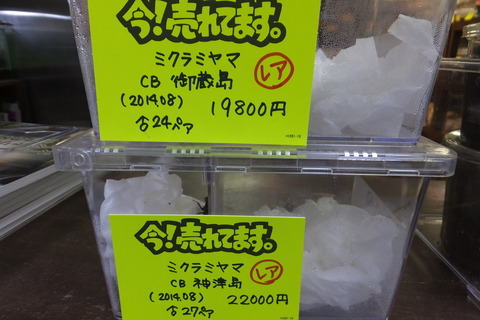 今!売れてます。
ミクラミヤマ
CB 御蔵島 レア
(2014.08) 19800円
♂24ペア
今!売れてます。
ミクラミヤマ
CB 神津島 レア
(2014.08) 22000円
♂27ペア